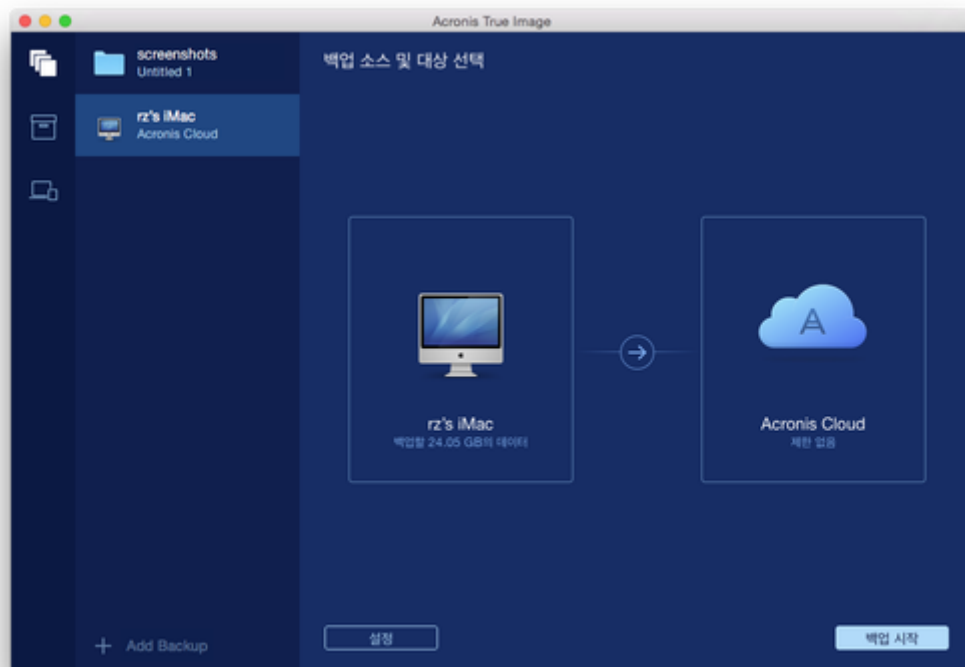 Acronis True Image
screenshots
Untitled 1
rz's iMac
Acronis Cloud
Add Backup
백업 소스 및 대상 선택
rz's iMac
백업할 24.05 GB의 데이터
Acronis Cloud
제한 없음
설정
백업 시작